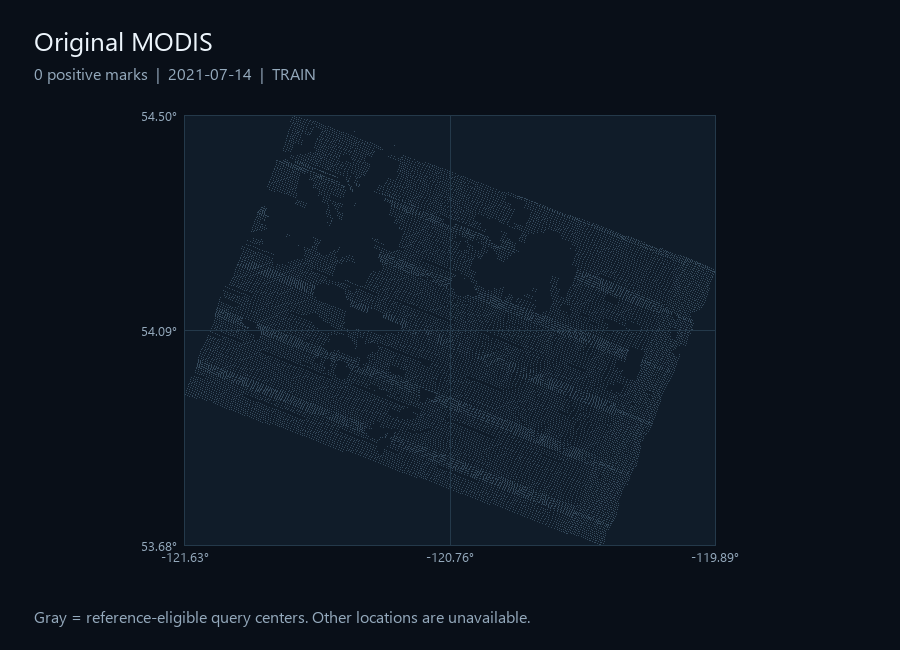 Original MODIS
0 positive marks | 2021-07-14 | TRAIN
54.50°
54.09°
53.68°
-121.63°
-120.76°
-119.89°
Gray = reference-eligible query centers. Other locations are unavailable.